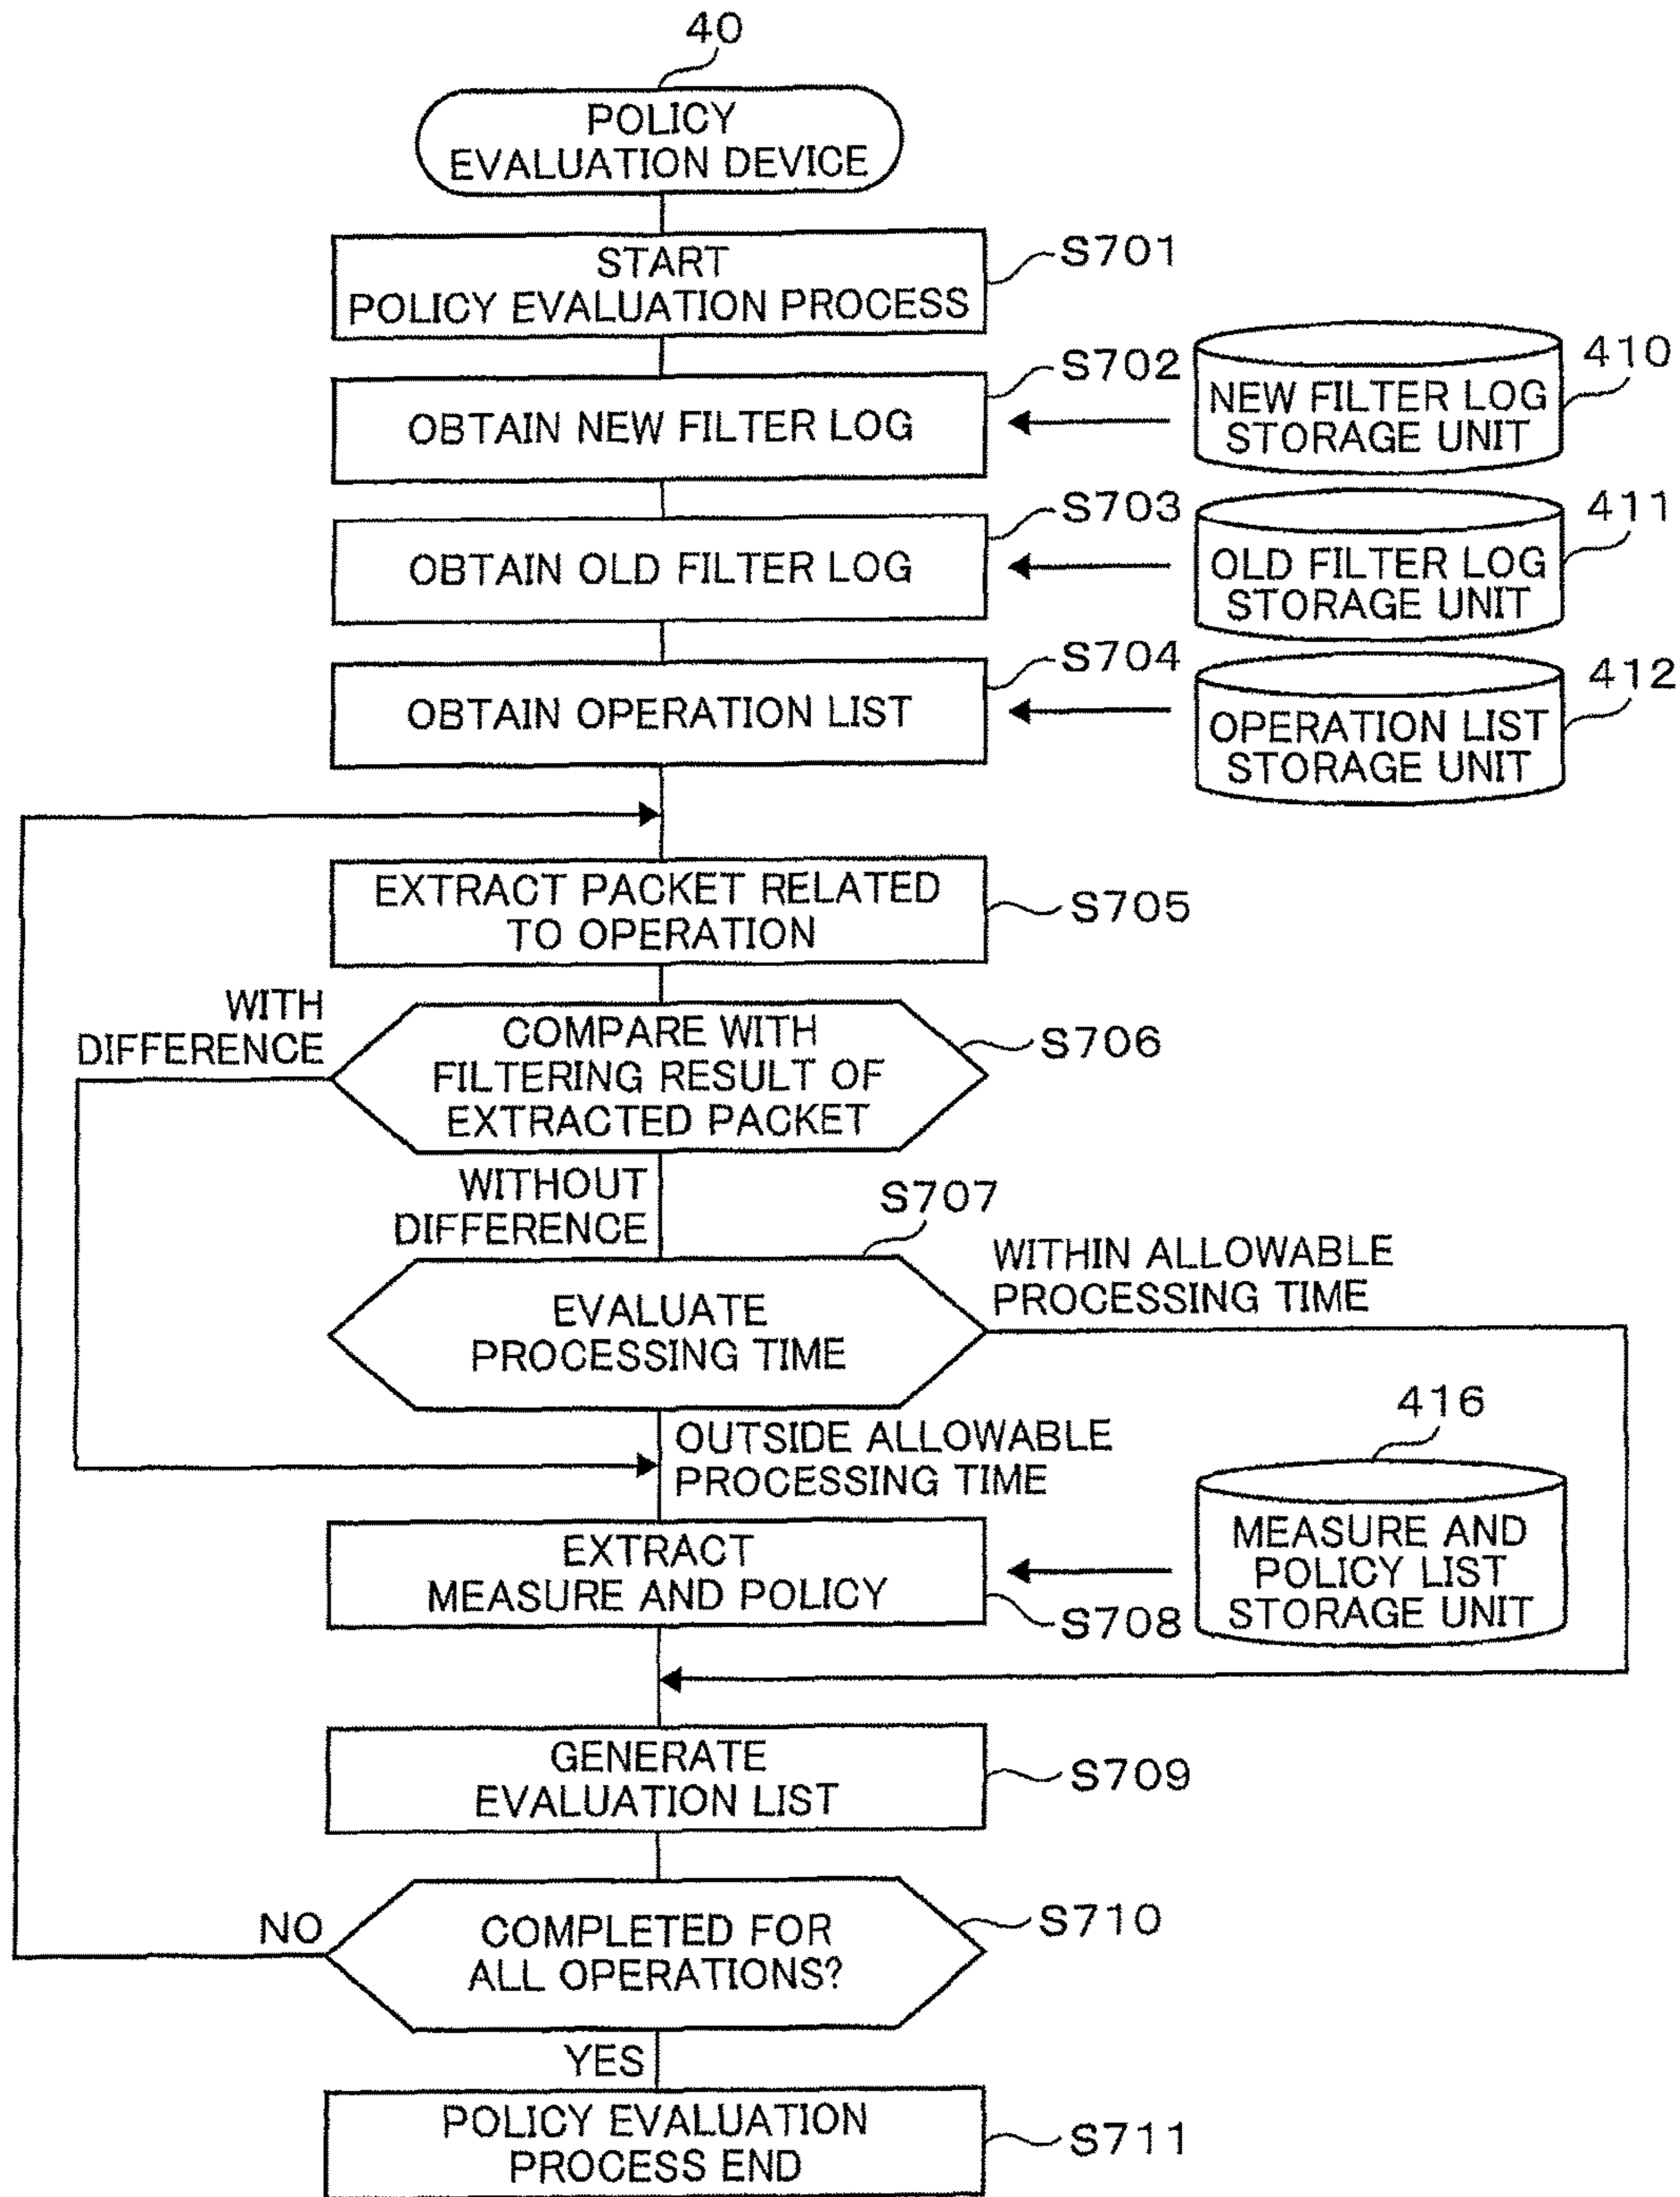 40
POLICY
EVALUATION DEVICE
START
POLICY EVALUATION PROCESS
S701
OBTAIN NEW FILTER LOG
S702
NEW FILTER LOG
STORAGE UNIT
410
OBTAIN OLD FILTER LOG
S703
OLD FILTER LOG
STORAGE UNIT
411
OBTAIN OPERATION LIST
S704
OPERATION LIST
STORAGE UNIT
412
EXTRACT PACKET RELATED
TO OPERATION
S705
WITH
DIFFERENCE
COMPARE WITH
FILTERING RESULT OF
EXTRACTED PACKET
S706
WITHOUT
DIFFERENCE
S707
EVALUATE
PROCESSING TIME
WITHIN ALLOWABLE
PROCESSING TIME
OUTSIDE ALLOWABLE
PROCESSING TIME
416
EXTRACT
MEASURE AND POLICY
S708
MEASURE AND
POLICY LIST
STORAGE UNIT
GENERATE
EVALUATION LIST
S709
NO
COMPLETED FOR
ALL OPERATIONS?
S710
YES
POLICY EVALUATION
PROCESS END
S711